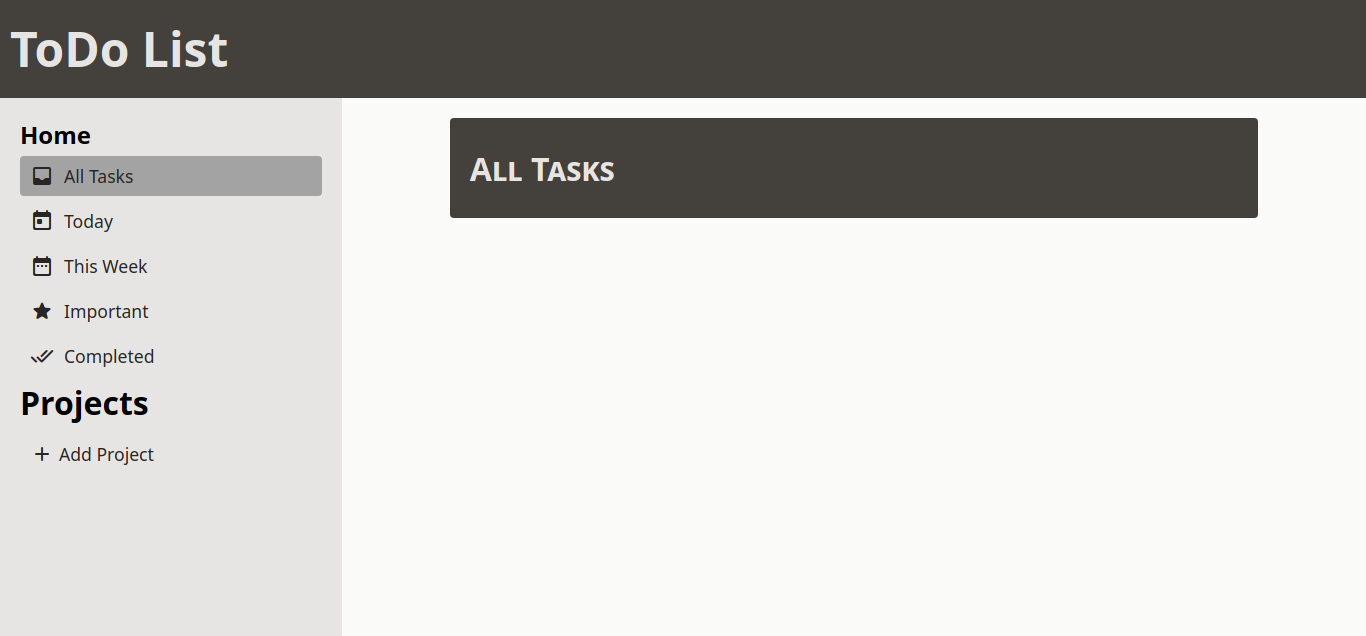 ToDo List
Home
All Tasks
Today
This Week
Important
Completed
Projects
Add Project
All Tasks